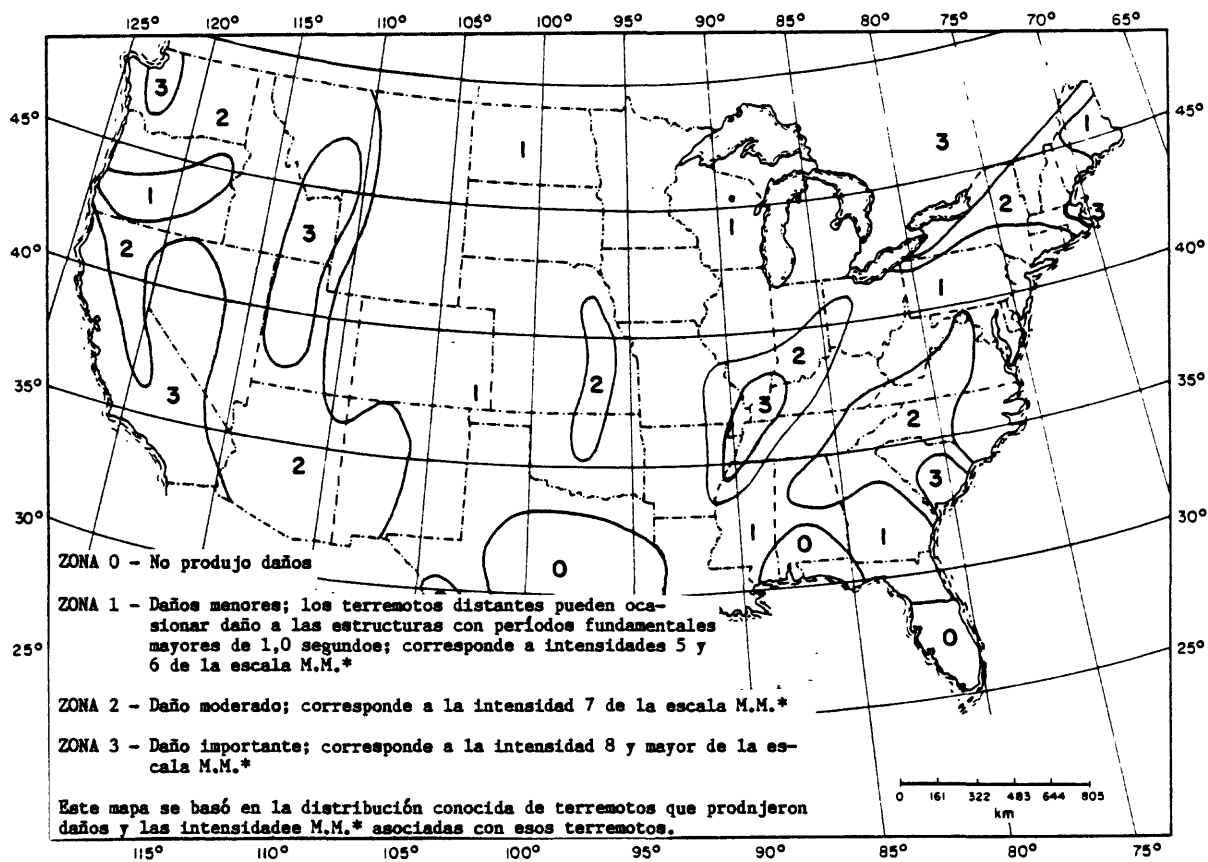 125° 120° 115° 110° 105° 100° 95° 90° 85° 80° 75° 70° 65°
3
2
45° 1 1 3 1 45°
1 3 1 2 3
40° 2 1 40°
2
35° 3 1 2 3 2 35°
2 3
30° 1 0 1 30°
ZONA 0 - No produjo daños 0
ZONA 1 - Daños menores; los terremotos distantes pueden oca-
sionar daño a las estructuras con períodos fundamentales
25° mayores de 1,0 segundos; corresponde a intensidades 5 y 0 25°
6 de la escala M.M.*
ZONA 2 - Daño moderado; corresponde a la intensidad 7 de la escala M.M.*
ZONA 3 - Daño importante; corresponde a la intensidad 8 y mayor de la es-
cala M.M.*
0 161 322 483 644 805
km
Este mapa se basó en la distribución conocida de terremotos que prodnjeron
daños y las intensidadee M.M.* asociadas con esos terremotos.
115° 110° 105° 100° 95° 90° 85° 80° 75°